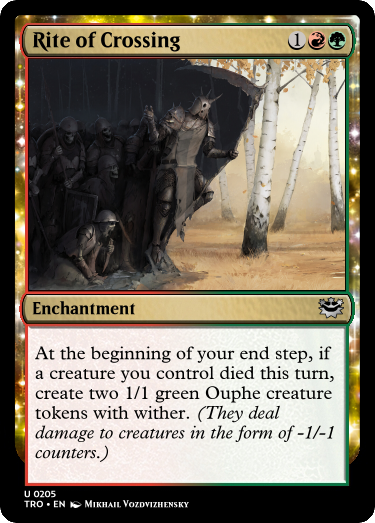 Rite of Crossing 1
Enchantment
At the beginning of your end step, if
a creature you control died this turn,
create two 1/1 green Ouphe creature
tokens with wither. (They deal
damage to creatures in the form of -1/-1
counters.)
U 0205
TRO • EN Mikhail Vozdvizhensky